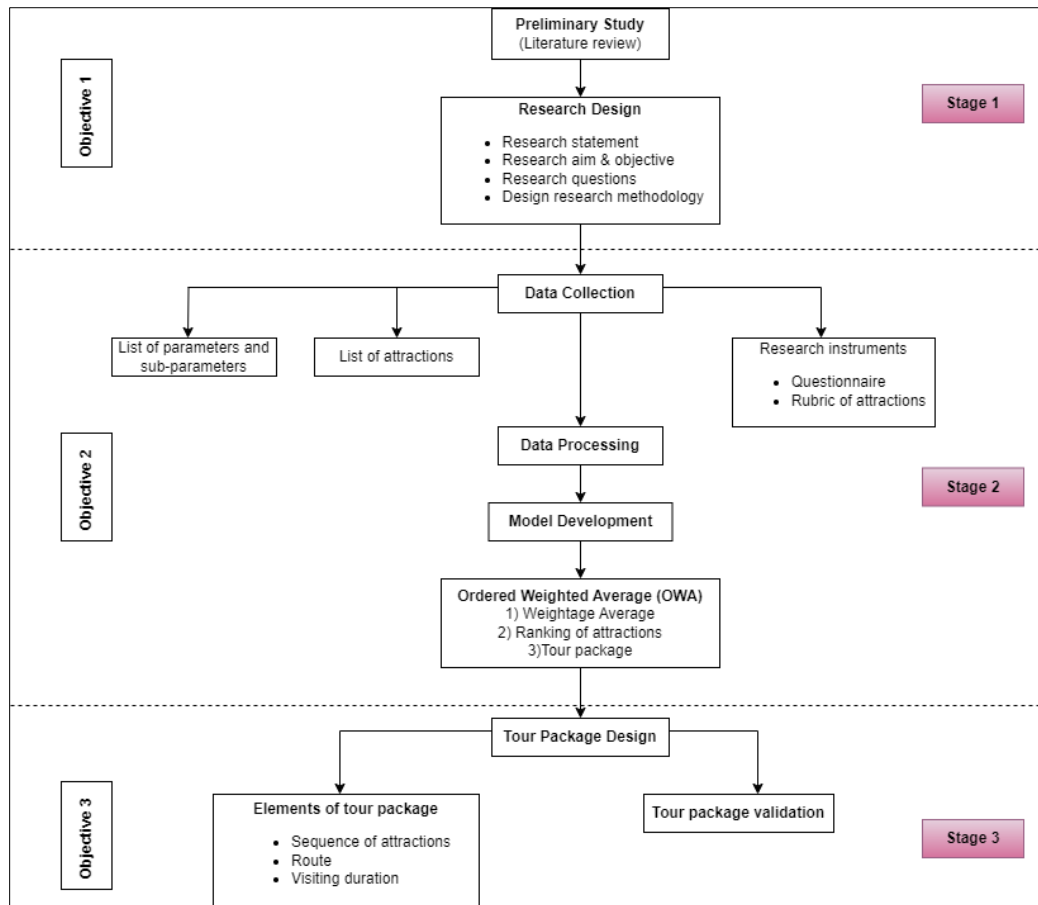 Preliminary Study
(Literature review)
Objective 1
Stage 1
Research Design
• Research statement
• Research aim & objective
• Research questions
• Design research methodology
Data Collection
List of parameters and
sub-parameters
List of attractions
Research instruments
• Questionnaire
• Rubric of attractions
Objective 2
Stage 2
Data Processing
Model Development
Ordered Weighted Average (OWA)
1) Weightage Average
2) Ranking of attractions
3)Tour package
Tour Package Design
Objective 3
Stage 3
Elements of tour package
• Sequence of attractions
• Route
• Visiting duration
Tour package validation